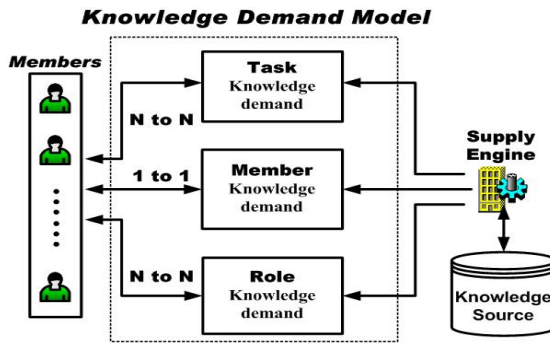 Knowledge Demand Model
Members
Task
Knowledge
demand
N to N
Supply
Engine
1 to 1
Member
Knowledge
demand
N to N
Role
Knowledge
demand
Knowledge
Source